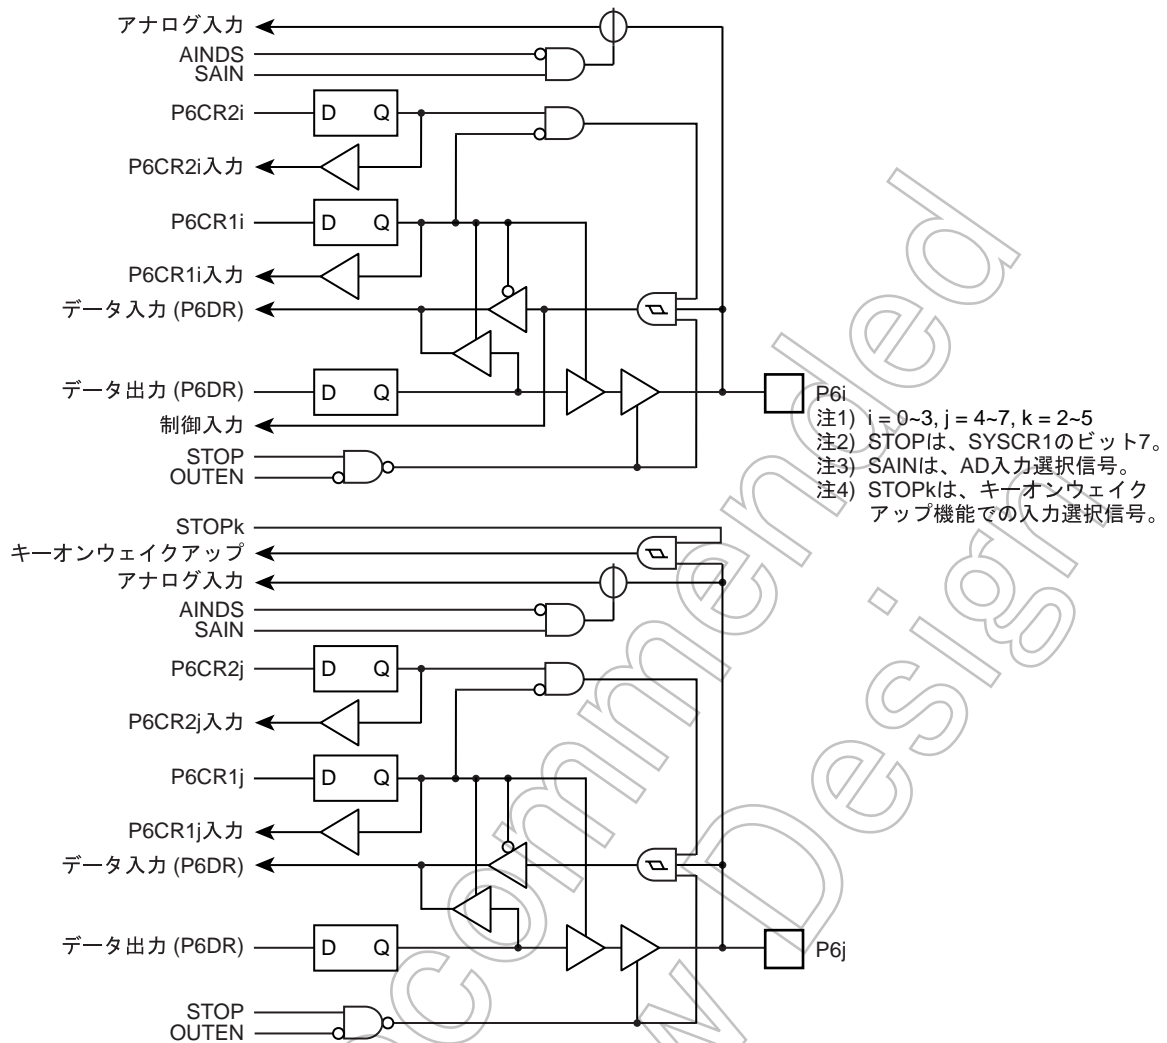 アナログ入力
AINDS
SAIN
P6CR2i
D Q
P6CR2i入力
P6CR1i
D Q
P6CR1i入力
データ入力 (P6DR)
データ出力 (P6DR)
D Q
P6i
制御入力
STOP
OUTEN
注1) i = 0~3, j = 4~7, k = 2~5
注2) STOPは、SYSCR1のビット7。
注3) SAINは、AD入力選択信号。
注4) STOPkは、キーオンウェイク
アップ機能での入力選択信号。
STOPk
キーオンウェイクアップ
アナログ入力
AINDS
SAIN
P6CR2j
D Q
P6CR2j入力
P6CR1j
D Q
P6CR1j入力
データ入力 (P6DR)
データ出力 (P6DR)
D Q
P6j
STOP
OUTEN
commended
w Design